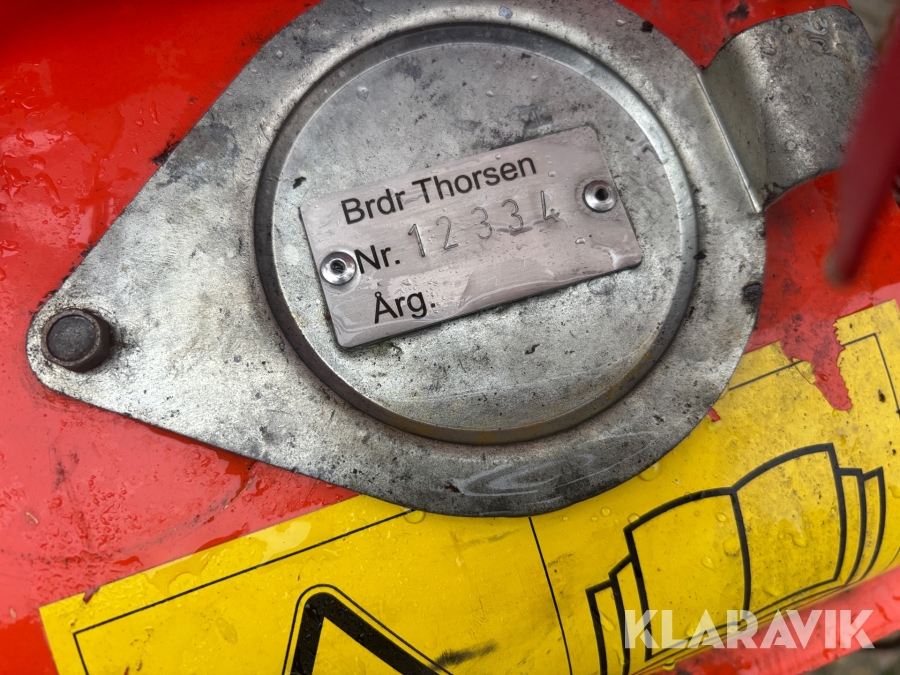 Brdr Thorsen
Nr. 12334
Årg.
KLARAVIK